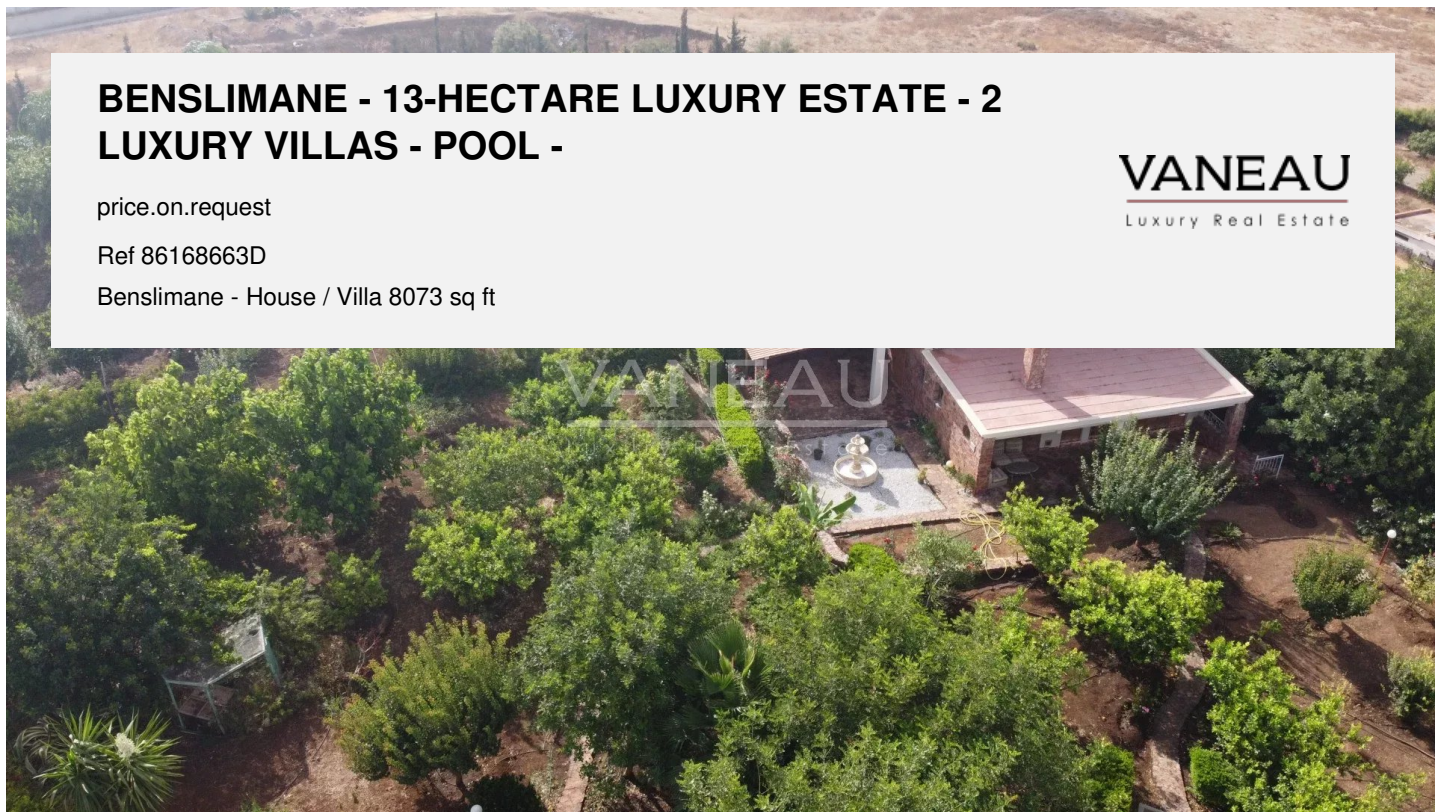 BENSLIMANE - 13-HECTARE LUXURY ESTATE - 2
LUXURY VILLAS - POOL -
price.on.request
Ref 86168663D
Benslimane - House / Villa 8073 sq ft
VANEAU
Luxury Real Estate
VANEAU